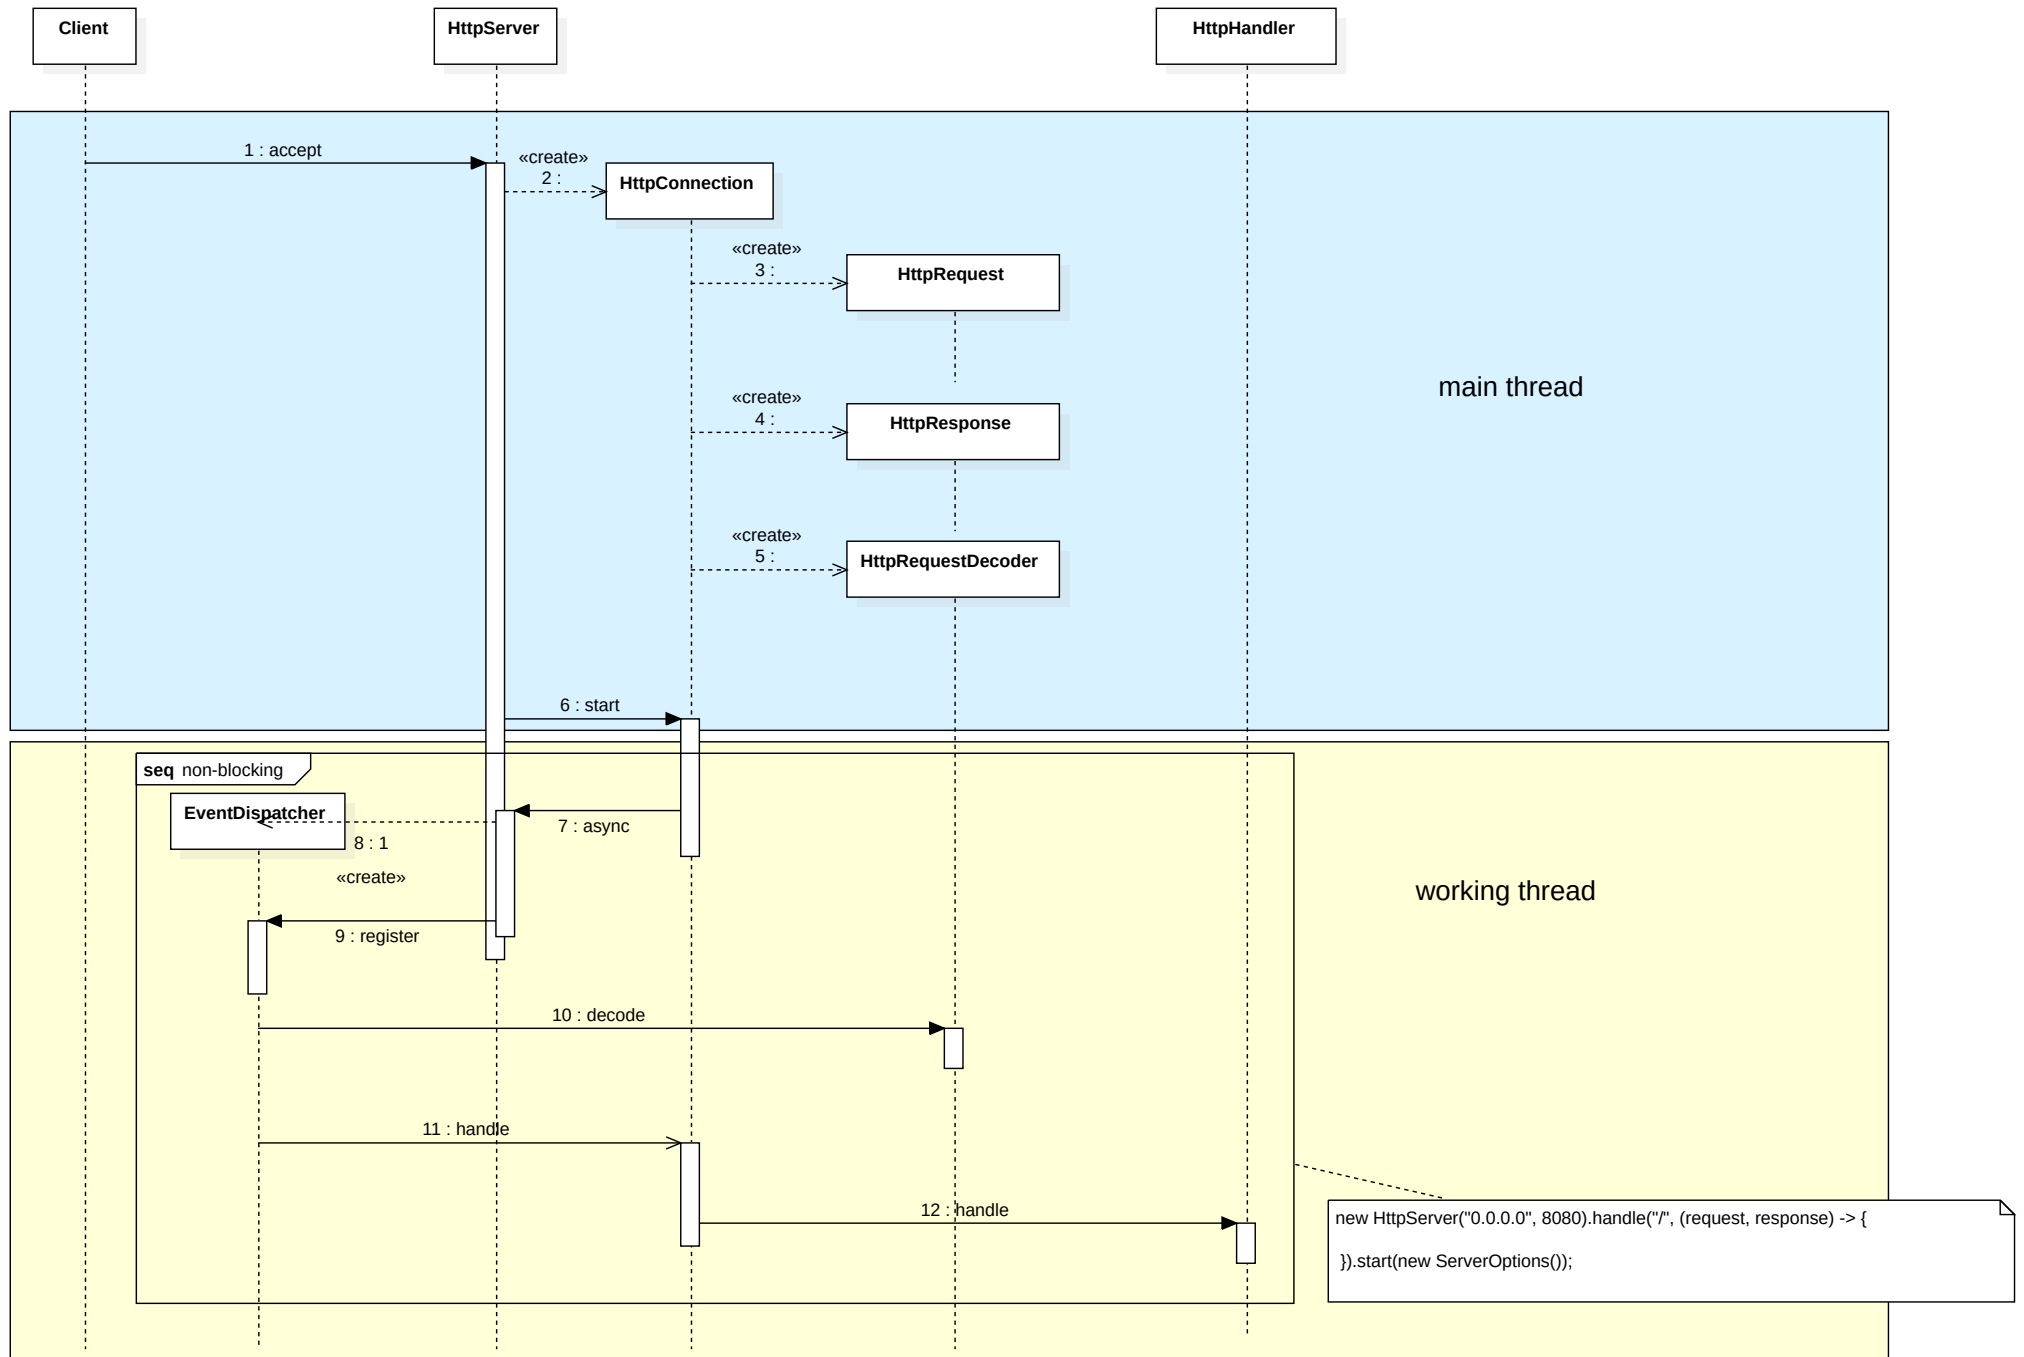 Client
HttpServer
HttpHandler
1 : accept
«create»
2 :
HttpConnection
«create»
3 :
HttpRequest
main thread
«create»
4 :
HttpResponse
«create»
5 :
HttpRequestDecoder
6 : start
seq non-blocking
EventDispatcher
7 : async
8 : 1
«create»
working thread
9 : register
10 : decode
11 : handle
12 : handle
new HttpServer("0.0.0.0", 8080).handle("/", (request, response) -> {
}).start(new ServerOptions());